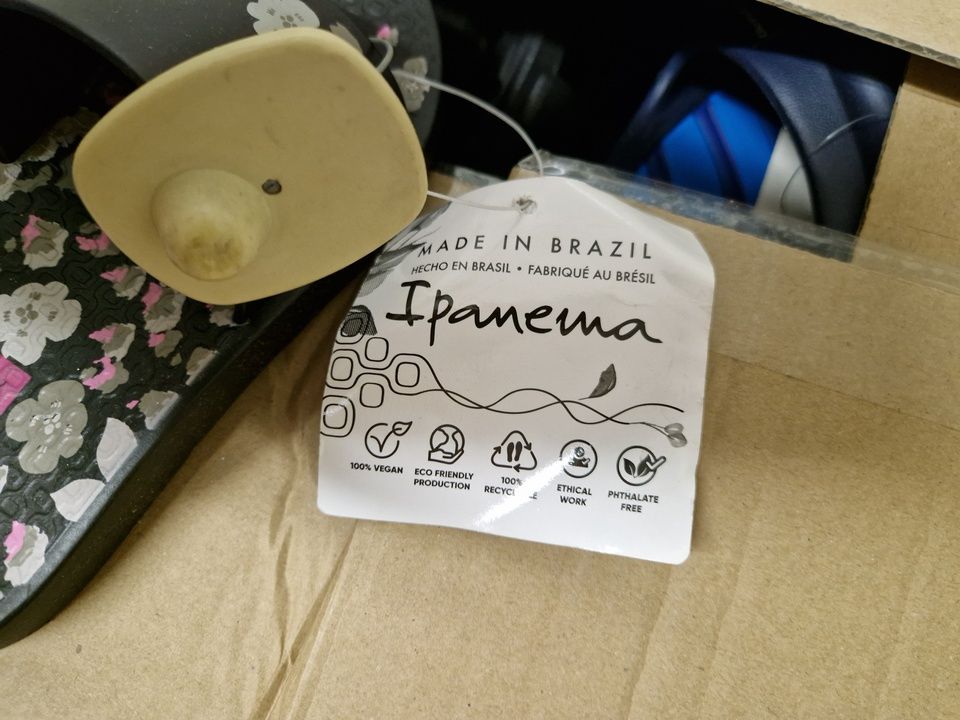 MADE IN BRAZIL
HECHO EN BRASIL • FABRIQUÉ AU BRÉSIL
Ipanema
100% VEGAN
ECO FRIENDLY
PRODUCTION
100%
RECYCLABLE
ETHICAL
WORK
PHTHALATE
FREE